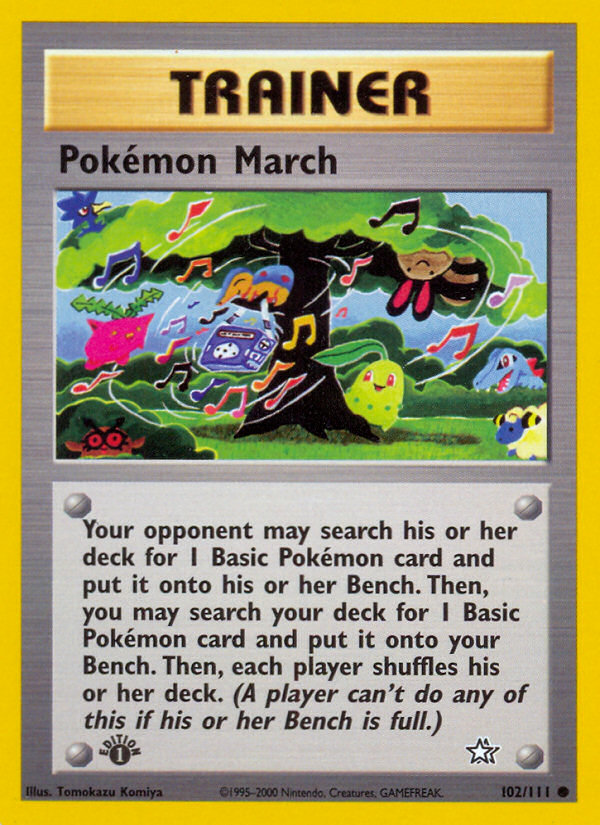 TRAINER
Pokémon March
Your opponent may search his or her
deck for 1 Basic Pokémon card and
put it onto his or her Bench. Then,
you may search your deck for 1 Basic
Pokémon card and put it onto your
Bench. Then, each player shuffles his
or her deck. (A player can't do any of
this if his or her Bench is full.)
EDITION
1
Illus. Tomokazu Komiya ©1995-2000 Nintendo, Creatures, GAMEFREAK. 102/111